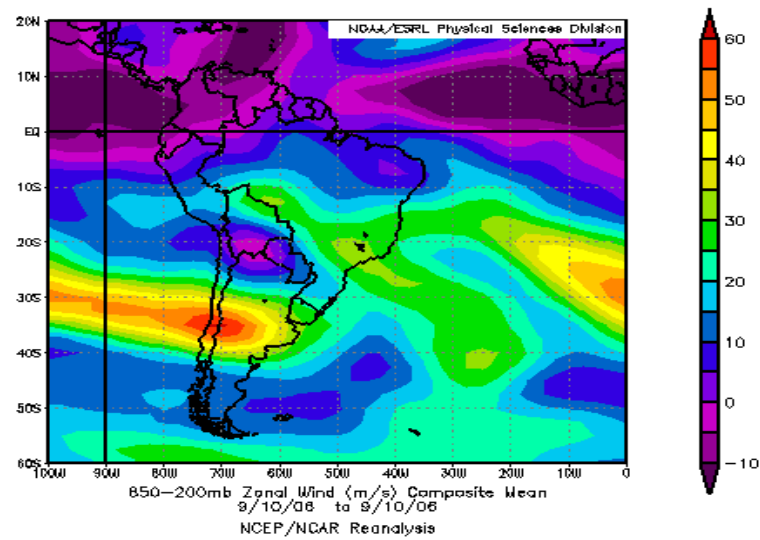 NOAA/ESRL Physical Sciences Division
20N
10N
EQ
10S
20S
30S
40S
50S
60S
100W 90W 80W 70W 60W 50W 40W 30W 20W 10W 0
60
50
40
30
20
10
0
-10
850-200mb Zonal Wind (m/s) Composite Mean
9/10/06 to 9/10/06
NCEP/NCAR Reanalysis